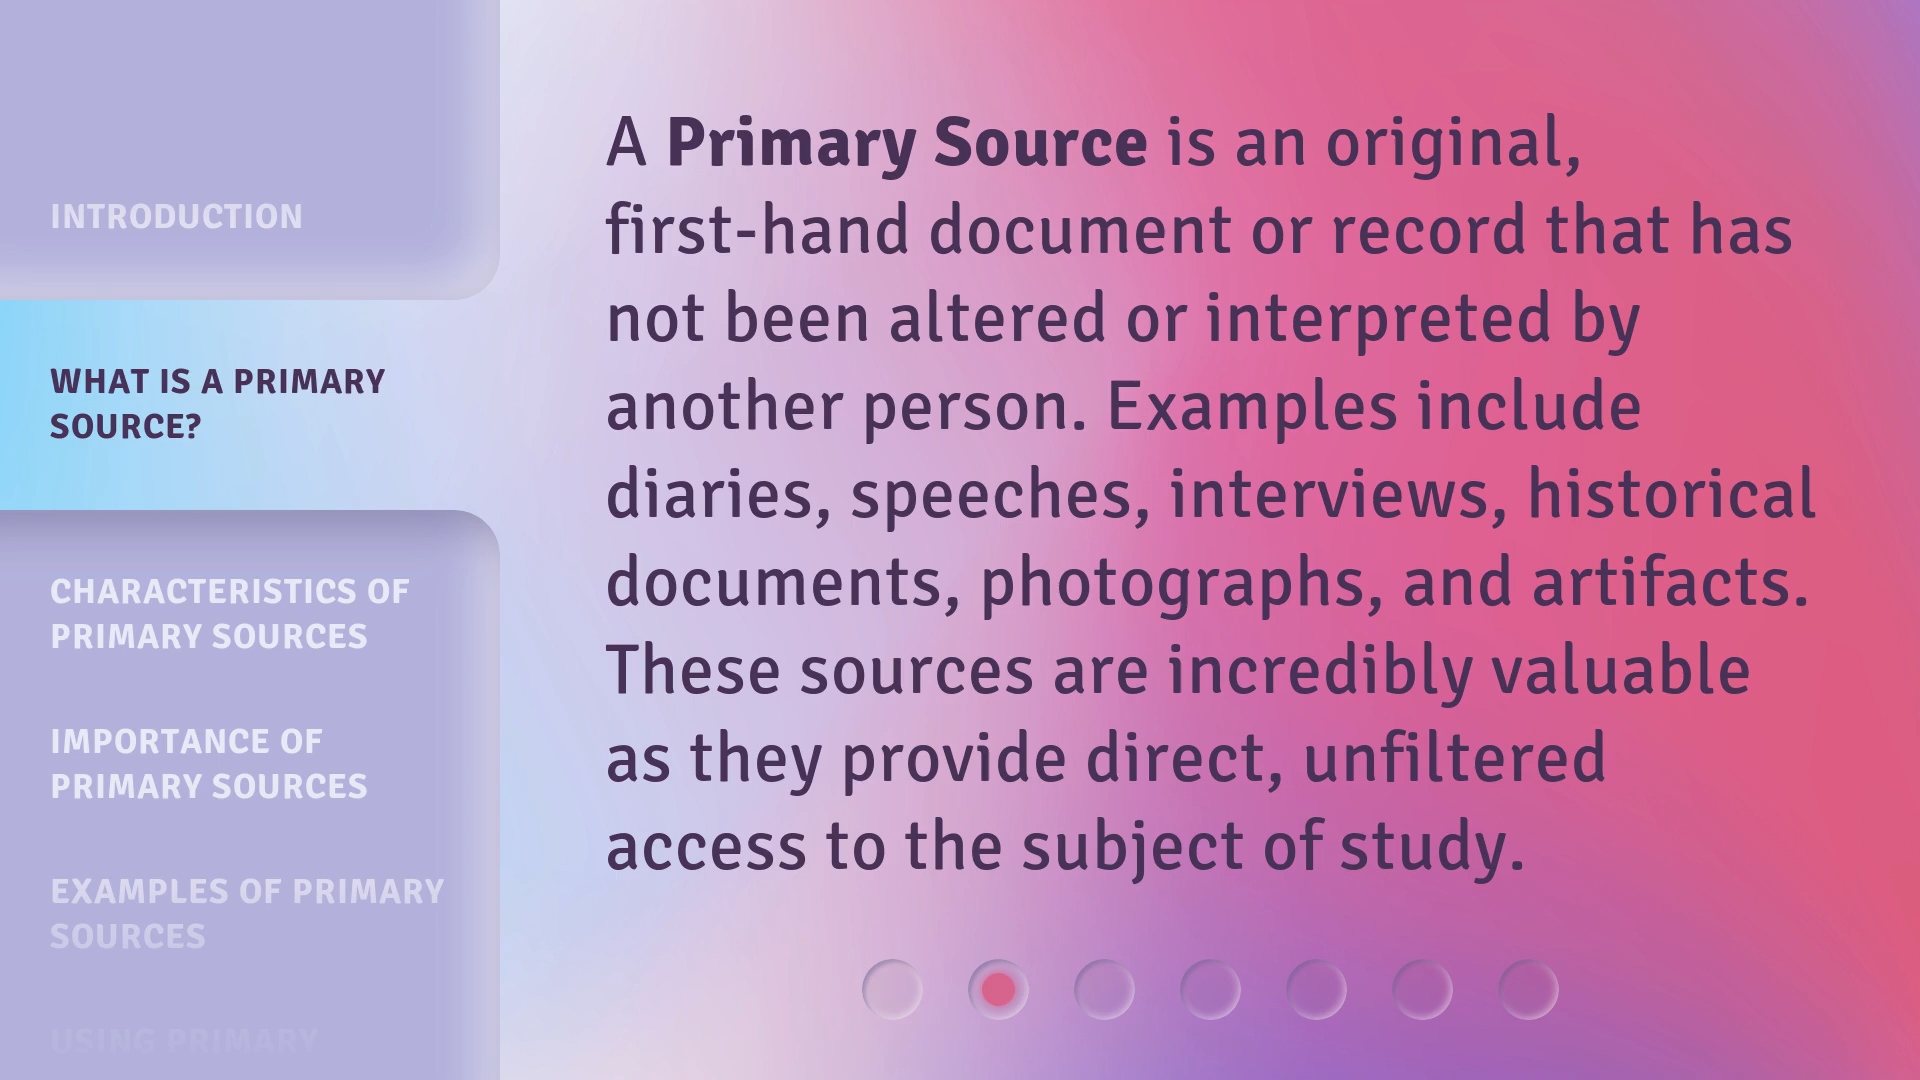 INTRODUCTION
WHAT IS A PRIMARY
SOURCE?
CHARACTERISTICS OF
PRIMARY SOURCES
IMPORTANCE OF
PRIMARY SOURCES
EXAMPLES OF PRIMARY
SOURCES
USING PRIMARY
A Primary Source is an original,
first-hand document or record that has
not been altered or interpreted by
another person. Examples include
diaries, speeches, interviews, historical
documents, photographs, and artifacts.
These sources are incredibly valuable
as they provide direct, unfiltered
access to the subject of study.